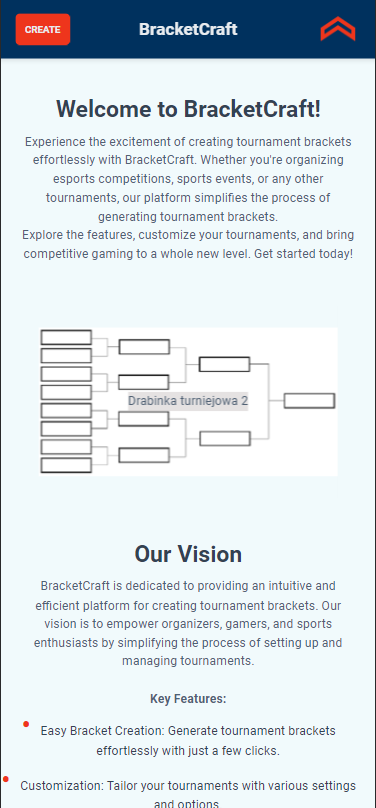 CREATE
BracketCraft
Welcome to BracketCraft!
Experience the excitement of creating tournament brackets
effortlessly with BracketCraft. Whether you're organizing
esports competitions, sports events, or any other
tournaments, our platform simplifies the process of
generating tournament brackets.
Explore the features, customize your tournaments, and bring
competitive gaming to a whole new level. Get started today!
Drabinka turniejowa 2
Our Vision
BracketCraft is dedicated to providing an intuitive and
efficient platform for creating tournament brackets. Our
vision is to empower organizers, gamers, and sports
enthusiasts by simplifying the process of setting up and
managing tournaments.
Key Features:
Easy Bracket Creation: Generate tournament brackets
effortlessly with just a few clicks.
Customization: Tailor your tournaments with various settings
and options